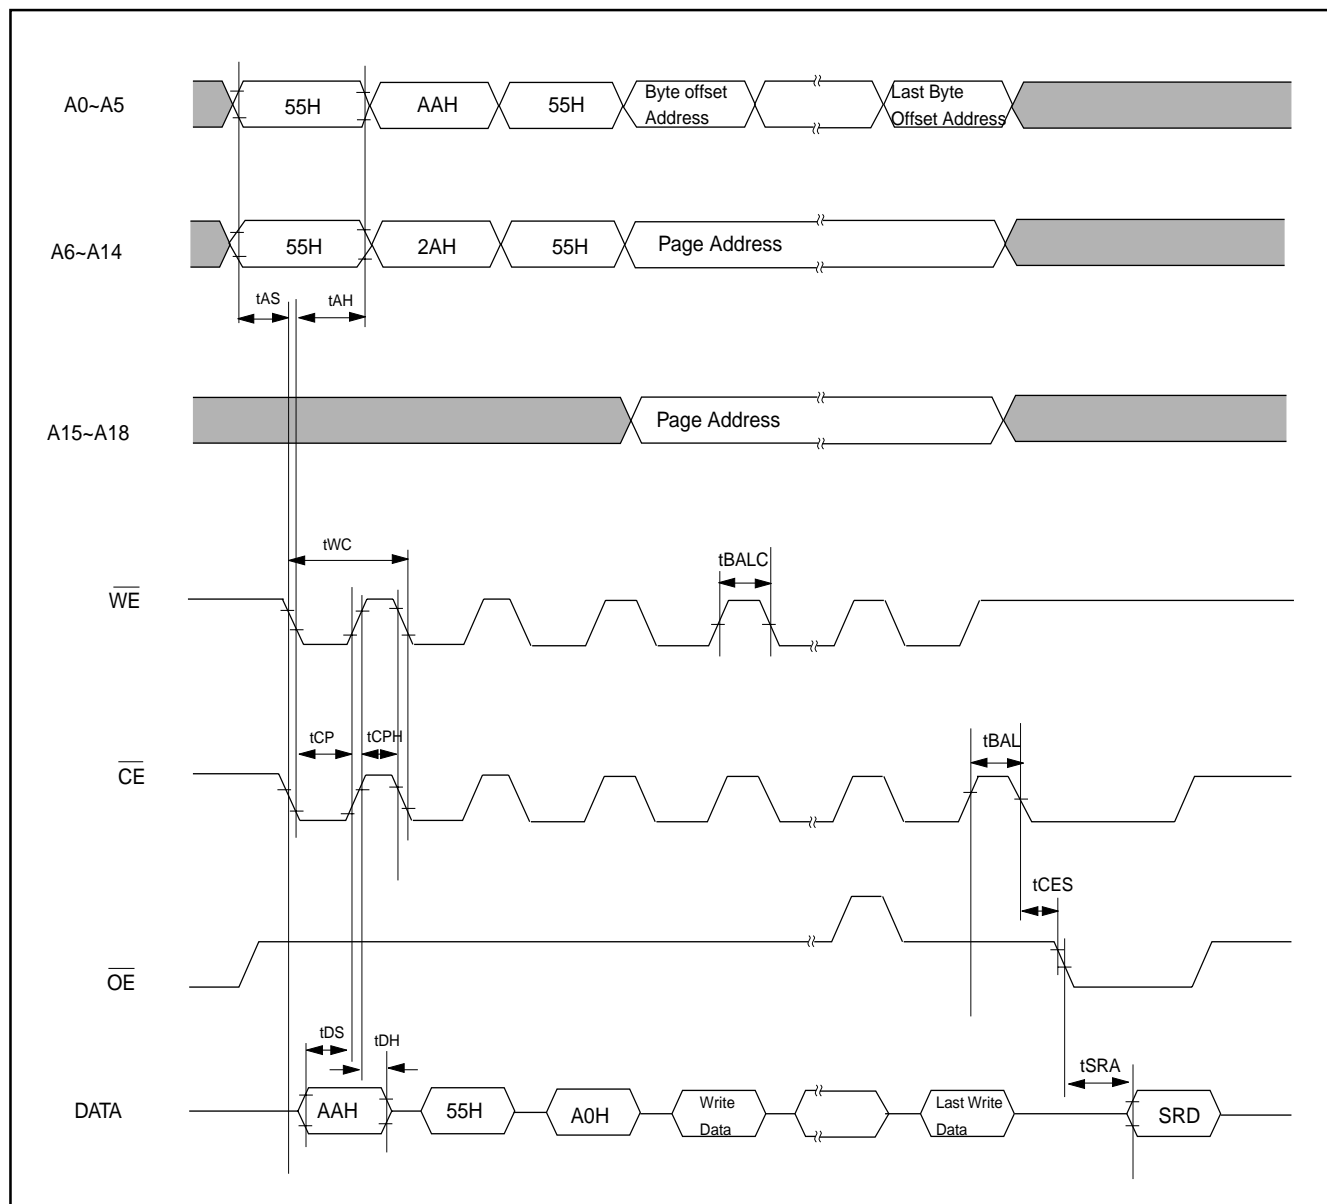 A0~A5
55H
AAH
55H
Byte offset
Address
Last Byte
Offset Address
A6~A14
55H
2AH
55H
Page Address
tAS
tAH
A15~A18
Page Address
tWC
tBALC
WE
tCP
tCPH
tBAL
CE
tCES
OE
tDS
tDH
tSRA
DATA
AAH
55H
A0H
Write
Data
Last Write
Data
SRD